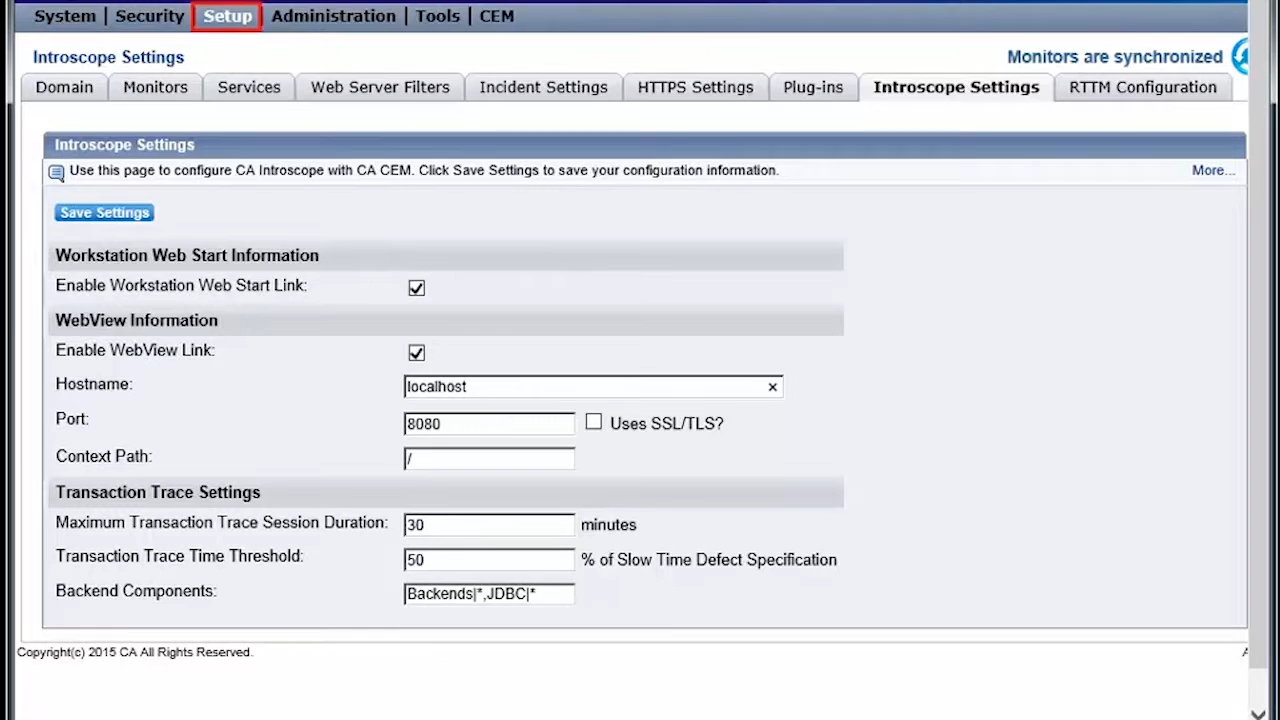 System | Security | Setup | Administration | Tools | CEM
Introscope Settings
Monitors are synchronized
Domain Monitors Services Web Server Filters Incident Settings HTTPS Settings Plug-ins Introscope Settings RTTM Configuration
Introscope Settings
Use this page to configure CA Introscope with CA CEM. Click Save Settings to save your configuration information. More...
Save Settings
Workstation Web Start Information
Enable Workstation Web Start Link:
WebView Information
Enable WebView Link:
Hostname: localhost
Port: 8080 Uses SSL/TLS?
Context Path: /
Transaction Trace Settings
Maximum Transaction Trace Session Duration: 30 minutes
Transaction Trace Time Threshold: 50 % of Slow Time Defect Specification
Backend Components: Backends|*,JDBC|*
Copyright(c) 2015 CA All Rights Reserved.